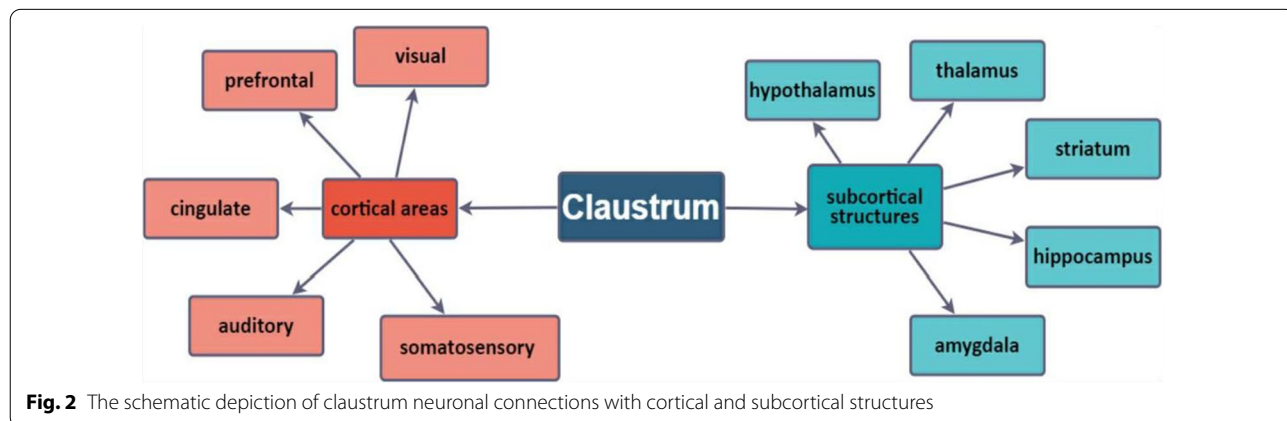 visual
prefrontal
cingulate
cortical areas
auditory
somatosensory
Claustrum
hypothalamus
thalamus
striatum
subcortical
structures
hippocampus
amygdala
Fig. 2 The schematic depiction of claustrum neuronal connections with cortical and subcortical structures